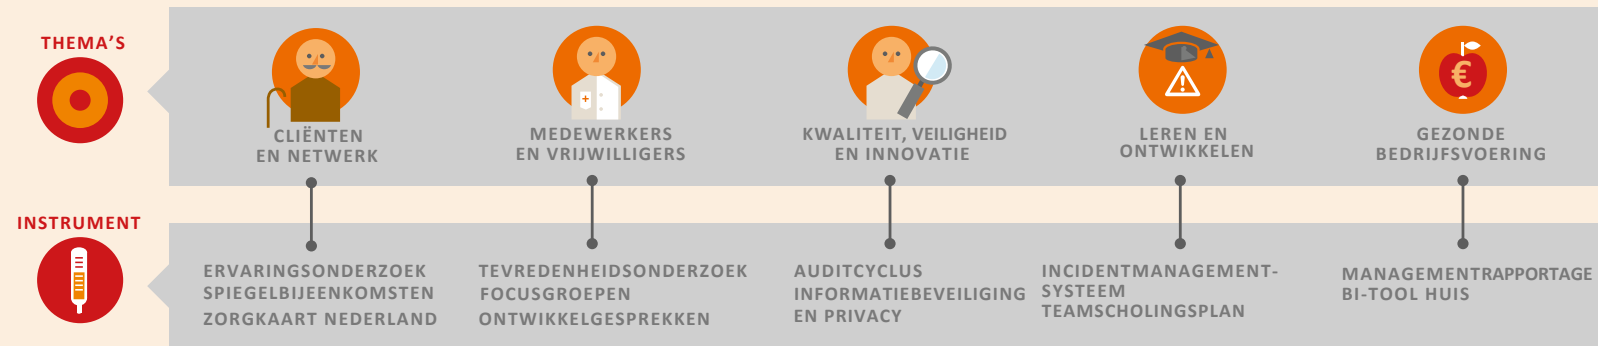 THEMA'S
CLIËNTEN
EN NETWERK
MEDEWERKERS
EN VRIJWILLIGERS
KWALITEIT, VEILIGHEID
EN INNOVATIE
LEREN EN
ONTWIKKELEN
€
GEZONDE
BEDRIJFSVOERING
INSTRUMENT
ERVARINGSONDERZOEK
SPIEGELBIJEENKOMSTEN
ZORGKAART NEDERLAND
TEVREDENHEIDSONDERZOEK
FOCUSGROEPEN
ONTWIKKELGESPREKKEN
AUDITCYCLUS
INFORMATIEBEVEILIGING
EN PRIVACY
INCIDENTMANAGEMENT-
SYSTEEM
TEAMSCHOLINGSPLAN
MANAGEMENTRAPPORTAGE
BI-TOOL HUIS